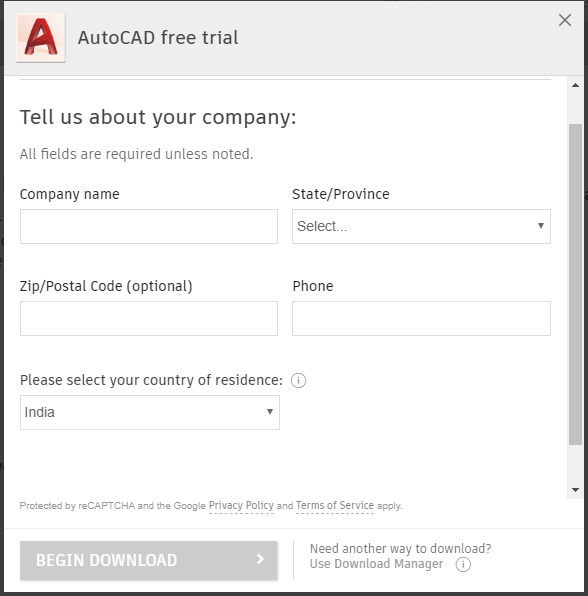 AutoCAD free trial
Tell us about your company:
All fields are required unless noted.
Company name
State/Province
Select...
Zip/Postal Code (optional)
Phone
Please select your country of residence:
India
Protected by reCAPTCHA and the Google Privacy Policy and Terms of Service apply.
BEGIN DOWNLOAD
Need another way to download?
Use Download Manager